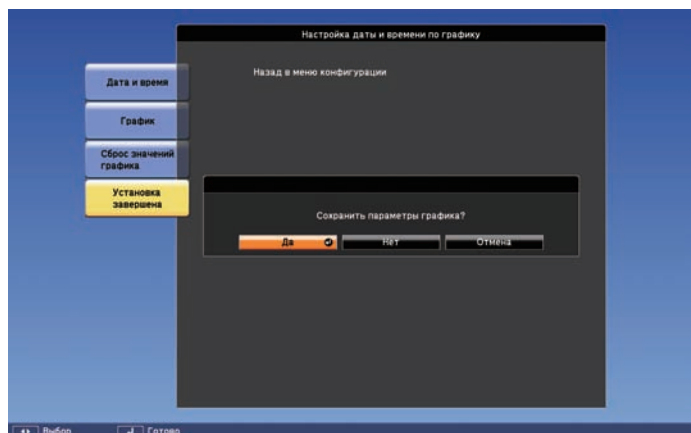 Настройка даты и времени по графику
Назад в меню конфигурации
Дата и время
График
Сброс значений
графика
Установка
завершена
Сохранить параметры графика?
Да Нет Отмена
Выбор Готово